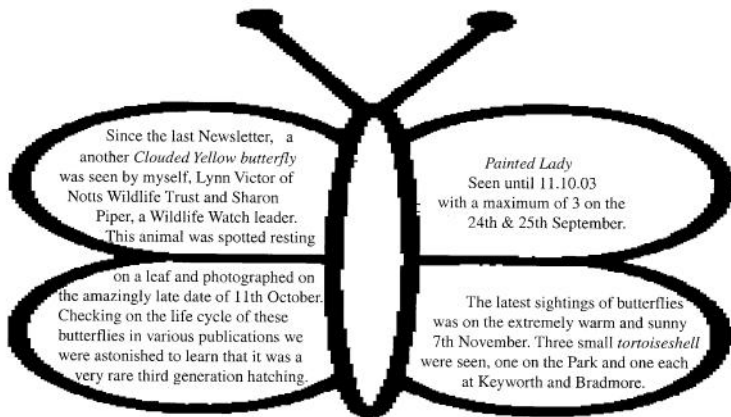 Since the last Newsletter, a
another Clouded Yellow butterfly
was seen by myself, Lynn Victor of
Notts Wildlife Trust and Sharon
Piper, a Wildlife Watch leader.
This animal was spotted resting
on a leaf and photographed on
the amazingly late date of 11th October.
Checking on the life cycle of these
butterflies in various publications we
were astonished to learn that it was a
very rare third generation hatching.
Painted Lady
Seen until 11.10.03
with a maximum of 3 on the
24th & 25th September.
The latest sightings of butterflies
was on the extremely warm and sunny
7th November. Three small tortoiseshell
were seen, one on the Park and one each
at Keyworth and Bradmore.